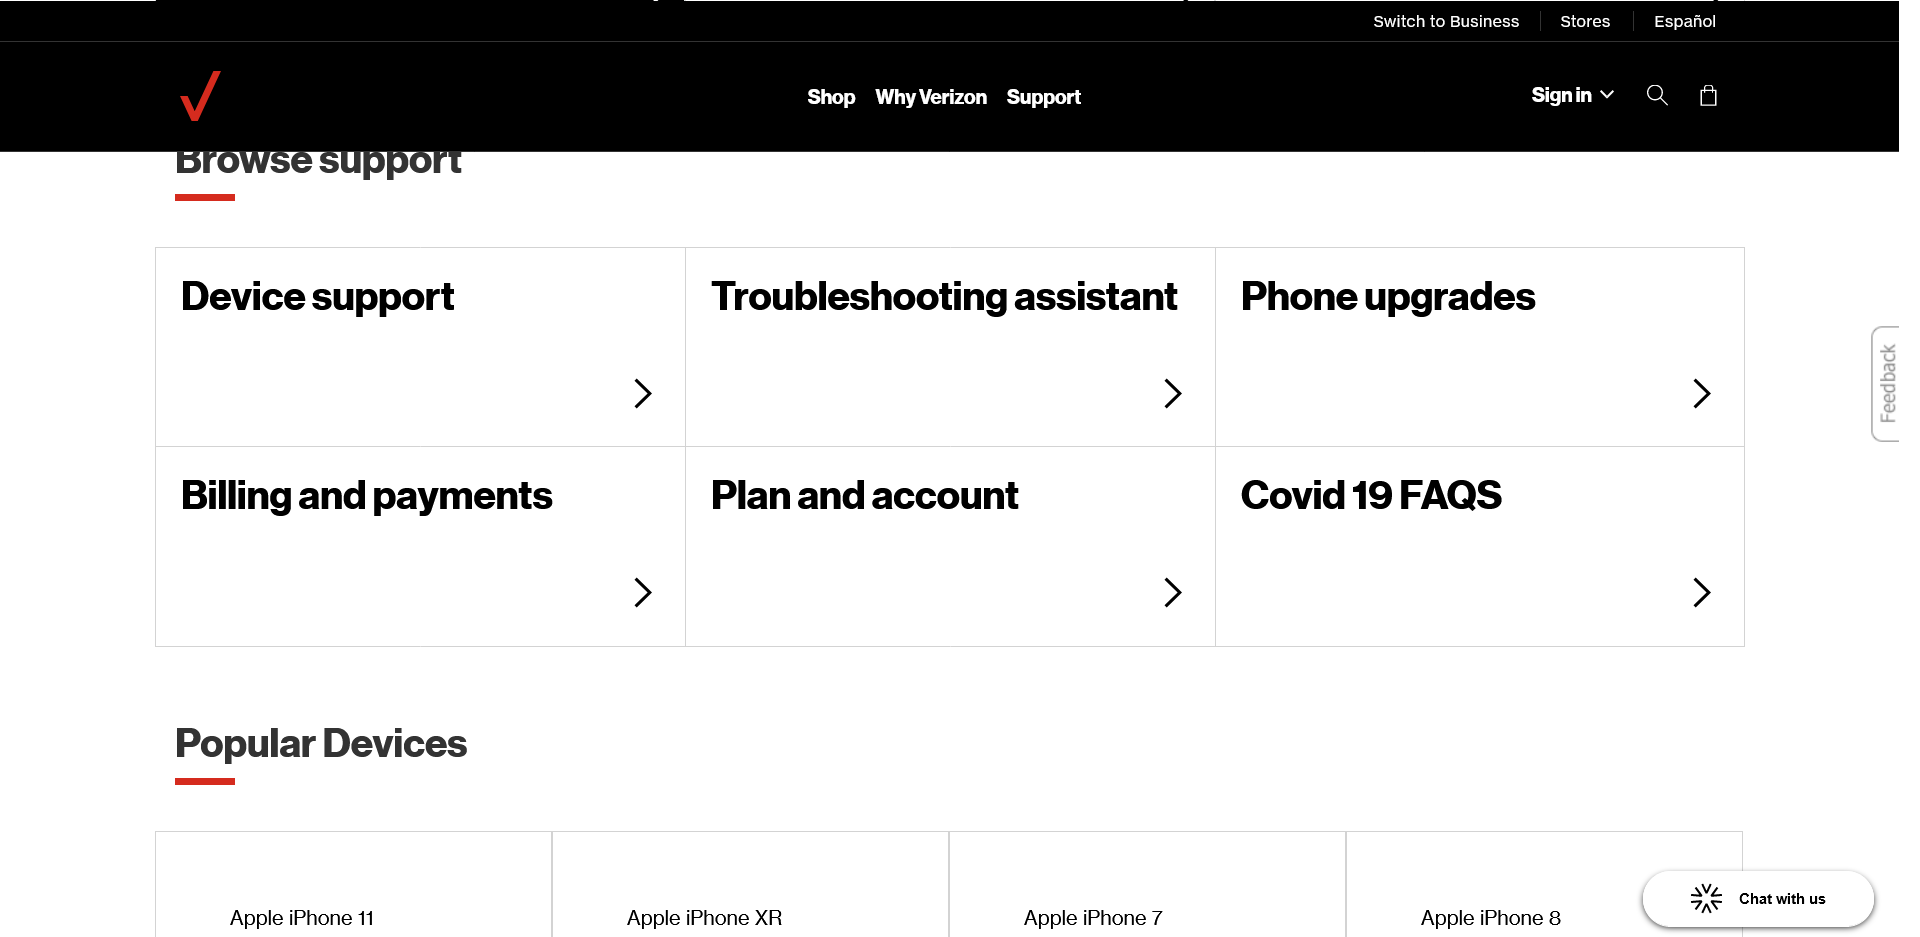 Switch to Business
Stores
Español
Shop
Why Verizon
Support
Sign in
Browse support
Device support
Troubleshooting assistant
Phone upgrades
Billing and payments
Plan and account
Covid 19 FAQS
Feedback
Popular Devices
Apple iPhone 11
Apple iPhone XR
Apple iPhone 7
Apple iPhone 8
Chat with us